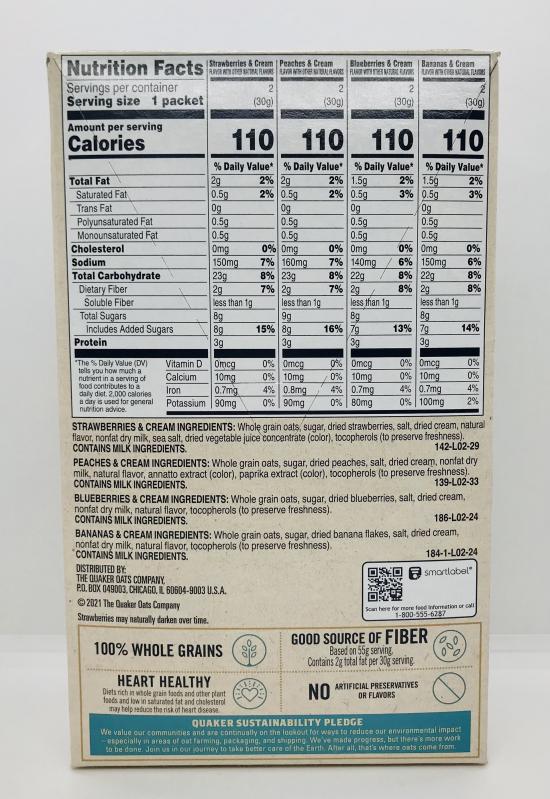 Nutrition Facts Strawberries & Cream Peaches & Cream Blueberries & Cream Bananas & Cream
FLAVOR WITH OTHER NATURAL FLAVORS FLAVOR WITH OTHER NATURAL FLAVORS FLAVOR WITH OTHER NATURAL FLAVORS FLAVOR WITH OTHER NATURAL FLAVORS
Servings per container 2 2 2 2
Serving size 1 packet (30g) (30g) (30g) (30g)
Amount per serving
Calories 110 110 110 110
% Daily Value* % Daily Value* % Daily Value* % Daily Value*
Total Fat 2g 2% 2g 2% 1.5g 2% 1.5g 2%
Saturated Fat 0.5g 2% 0.5g 2% 0.5g 3% 0.5g 3%
Trans Fat 0g 0g 0g 0g
Polyunsaturated Fat 0.5g 0.5g 0.5g 0.5g
Monounsaturated Fat 0.5g 0.5g 0.5g 0.5g
Cholesterol 0mg 0% 0mg 0% 0mg 0% 0mg 0%
Sodium 150mg 7% 160mg 7% 140mg 6% 150mg 6%
Total Carbohydrate 23g 8% 23g 8% 22g 8% 22g 8%
Dietary Fiber 2g 7% 2g 7% 2g 8% 2g 8%
Soluble Fiber less than 1g less than 1g less than 1g less than 1g
Total Sugars 8g 9g 8g 8g
Includes Added Sugars 8g 15% 8g 16% 7g 13% 7g 14%
Protein 3g 3g 3g 3g
*The % Daily Value (DV)
tells you how much a
nutrient in a serving of
food contributes to a
daily diet. 2,000 calories
a day is used for general
nutrition advice.
Vitamin D 0mcg 0% 0mcg 0% 0mcg 0% 0mcg 0%
Calcium 10mg 0% 10mg 0% 10mg 0% 10mg 0%
Iron 0.7mg 4% 0.8mg 4% 0.7mg 4% 0.7mg 4%
Potassium 90mg 0% 90mg 0% 80mg 0% 100mg 2%
STRAWBERRIES & CREAM INGREDIENTS: Whole grain oats, sugar, dried strawberries, salt, dried cream, natural
flavor, nonfat dry milk, sea salt, dried vegetable juice concentrate (color), tocopherols (to preserve freshness).
CONTAINS MILK INGREDIENTS. 142-L02-29
PEACHES & CREAM INGREDIENTS: Whole grain oats, sugar, dried peaches, salt, dried cream, nonfat dry
milk, natural flavor, annatto extract (color), paprika extract (color), tocopherols (to preserve freshness).
CONTAINS MILK INGREDIENTS. 139-L02-33
BLUEBERRIES & CREAM INGREDIENTS: Whole grain oats, sugar, dried blueberries, salt, dried cream,
nonfat dry milk, natural flavor, tocopherols (to preserve freshness).
CONTAINS MILK INGREDIENTS. 186-L02-24
BANANAS & CREAM INGREDIENTS: Whole grain oats, sugar, dried banana flakes, salt, dried cream,
nonfat dry milk, natural flavor, tocopherols (to preserve freshness).
CONTAINS MILK INGREDIENTS. 184-1-L02-24
DISTRIBUTED BY:
THE QUAKER OATS COMPANY,
P.O. BOX 049003, CHICAGO, IL 60604-9003 U.S.A.
© 2021 The Quaker Oats Company
Strawberries may naturally darken over time.
smartlabel®
Scan here for more food information or call
1-800-555-6287
100% WHOLE GRAINS
GOOD SOURCE OF FIBER
Based on 55g serving.
Contains 2g total fat per 30g serving.
HEART HEALTHY
Diets rich in whole grain foods and other plant
foods and low in saturated fat and cholesterol
may help reduce the risk of heart disease.
NO ARTIFICIAL PRESERVATIVES
OR FLAVORS
QUAKER SUSTAINABILITY PLEDGE
We value our communities and are continually on the lookout for ways to reduce our environmental impact
– especially in areas of oat farming, packaging, and shipping. We've made progress, but there's more work
to be done. Join us in our journey to take better care of the Earth. After all, that's where oats come from.